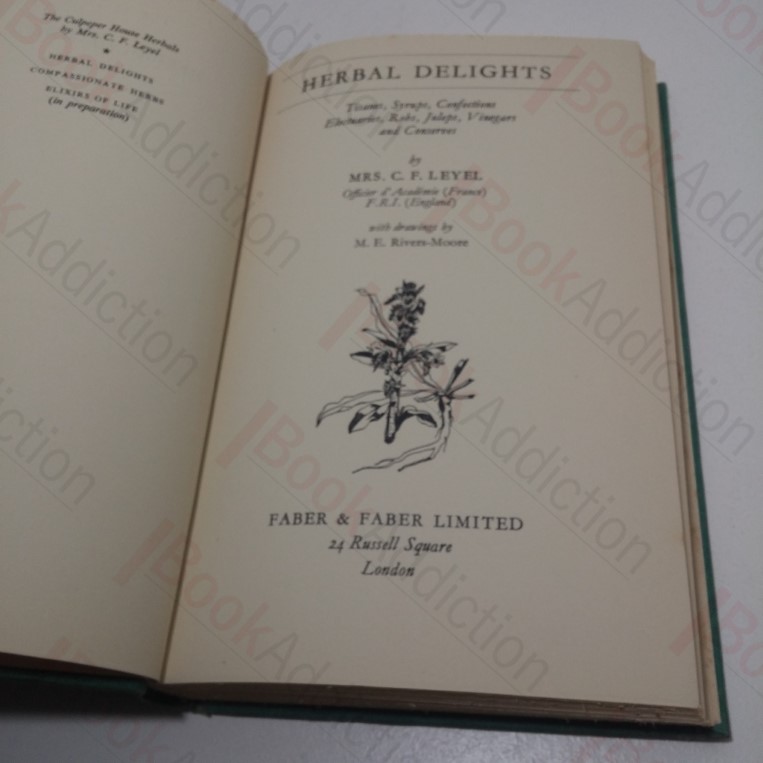 The Culpeper House Herbals
by Mrs. C. F. Leyel
*
HERBAL DELIGHTS
COMPASSIONATE HERBS
ELIXIRS OF LIFE
(in preparation)
HERBAL DELIGHTS
Tisanes, Syrups, Confections
Electuaries, Robs, Juleps, Vinegars
and Conserves
by
MRS. C. F. LEYEL
Officier d'Académie (France)
F.R.I. (England)
with drawings by
M. E. Rivers-Moore
FABER & FABER LIMITED
24 Russell Square
London
BookAddiction